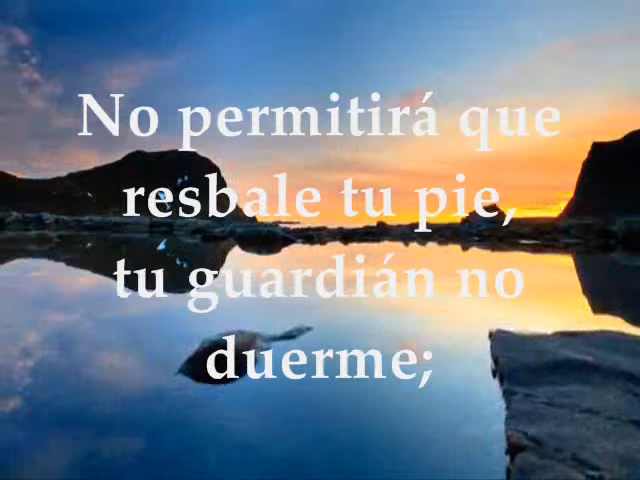 No permitirá que
resbale tu pie,
tu guardián no
duerme;